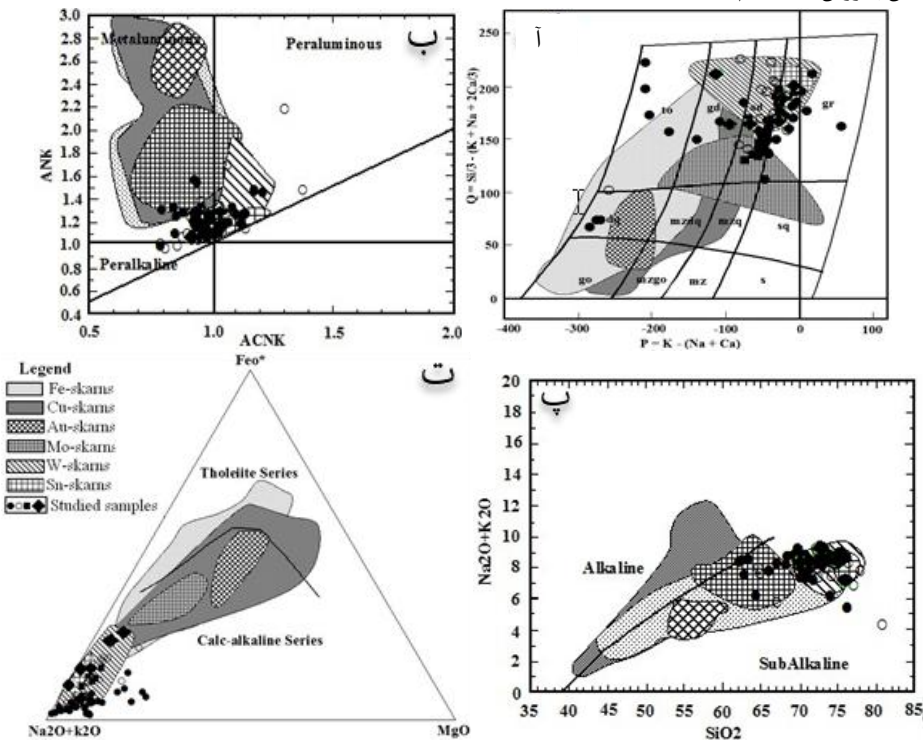 3.0
2.8
2.6
2.4
2.2
2.0
1.8
1.6
1.4
1.2
1.0
0.8
0.6
0.4
ANK
Metaluminous
Peraluminous
ب
Peralkaline
0.5
1.0
1.5
2.0
ACNK
250
200
150
100
50
0
Q = Si/3 - (K + Na + 2Ca/3)
آ
to
gd
ad
gr
dq
mzdq
mzq
sq
go
mzgo
mz
s
-400
-300
-200
-100
0
100
P = K - (Na + Ca)
Feo*
ت
Legend
Fe-skarns
Cu-skarns
Au-skarns
Mo-skarns
W-skarns
Sn-skarns
Studied samples
Tholeiite Series
Calc-alkaline Series
Na2O+k2O
MgO
20
18
16
14
12
10
8
6
4
2
0
Na2O+K2O
پ
Alkaline
SubAlkaline
35
40
45
50
55
60
65
70
75
80
85
SiO2